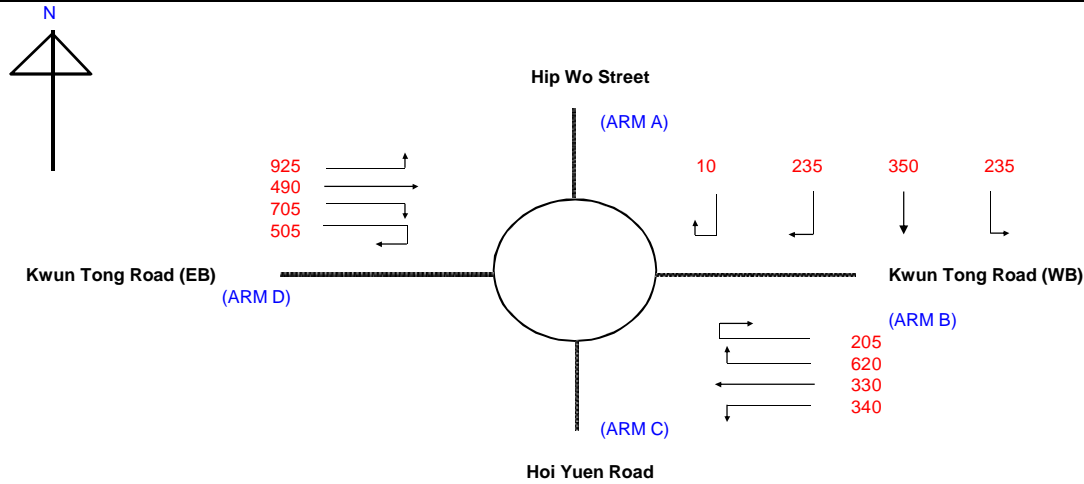 N
Hip Wo Street
(ARM A)
925
490
705
505
10 235 350 235
Kwun Tong Road (EB)
(ARM D)
Kwun Tong Road (WB)
(ARM B)
205
620
330
340
(ARM C)
Hoi Yuen Road